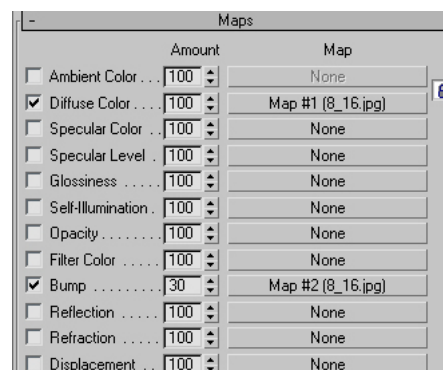 - Maps
Amount Map
Ambient Color . . . 100 None
Diffuse Color . . . . 100 Map #1 (8_16.jpg)
Specular Color . . 100 None
Specular Level . 100 None
Glossiness . . . . . 100 None
Self-Illumination . 100 None
Opacity . . . . . . . . 100 None
Filter Color . . . . . 100 None
Bump . . . . . . . . . 30 Map #2 (8_16.jpg)
Reflection . . . . . 100 None
Refraction . . . . . 100 None
Displacement . . 100 None